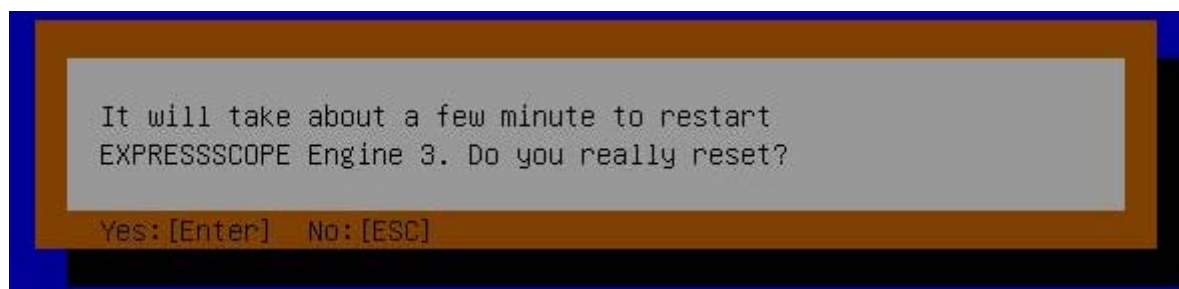 It will take about a few minute to restart
EXPRESSSCOPE Engine 3. Do you really reset?
Yes:[Enter] No:[ESC]